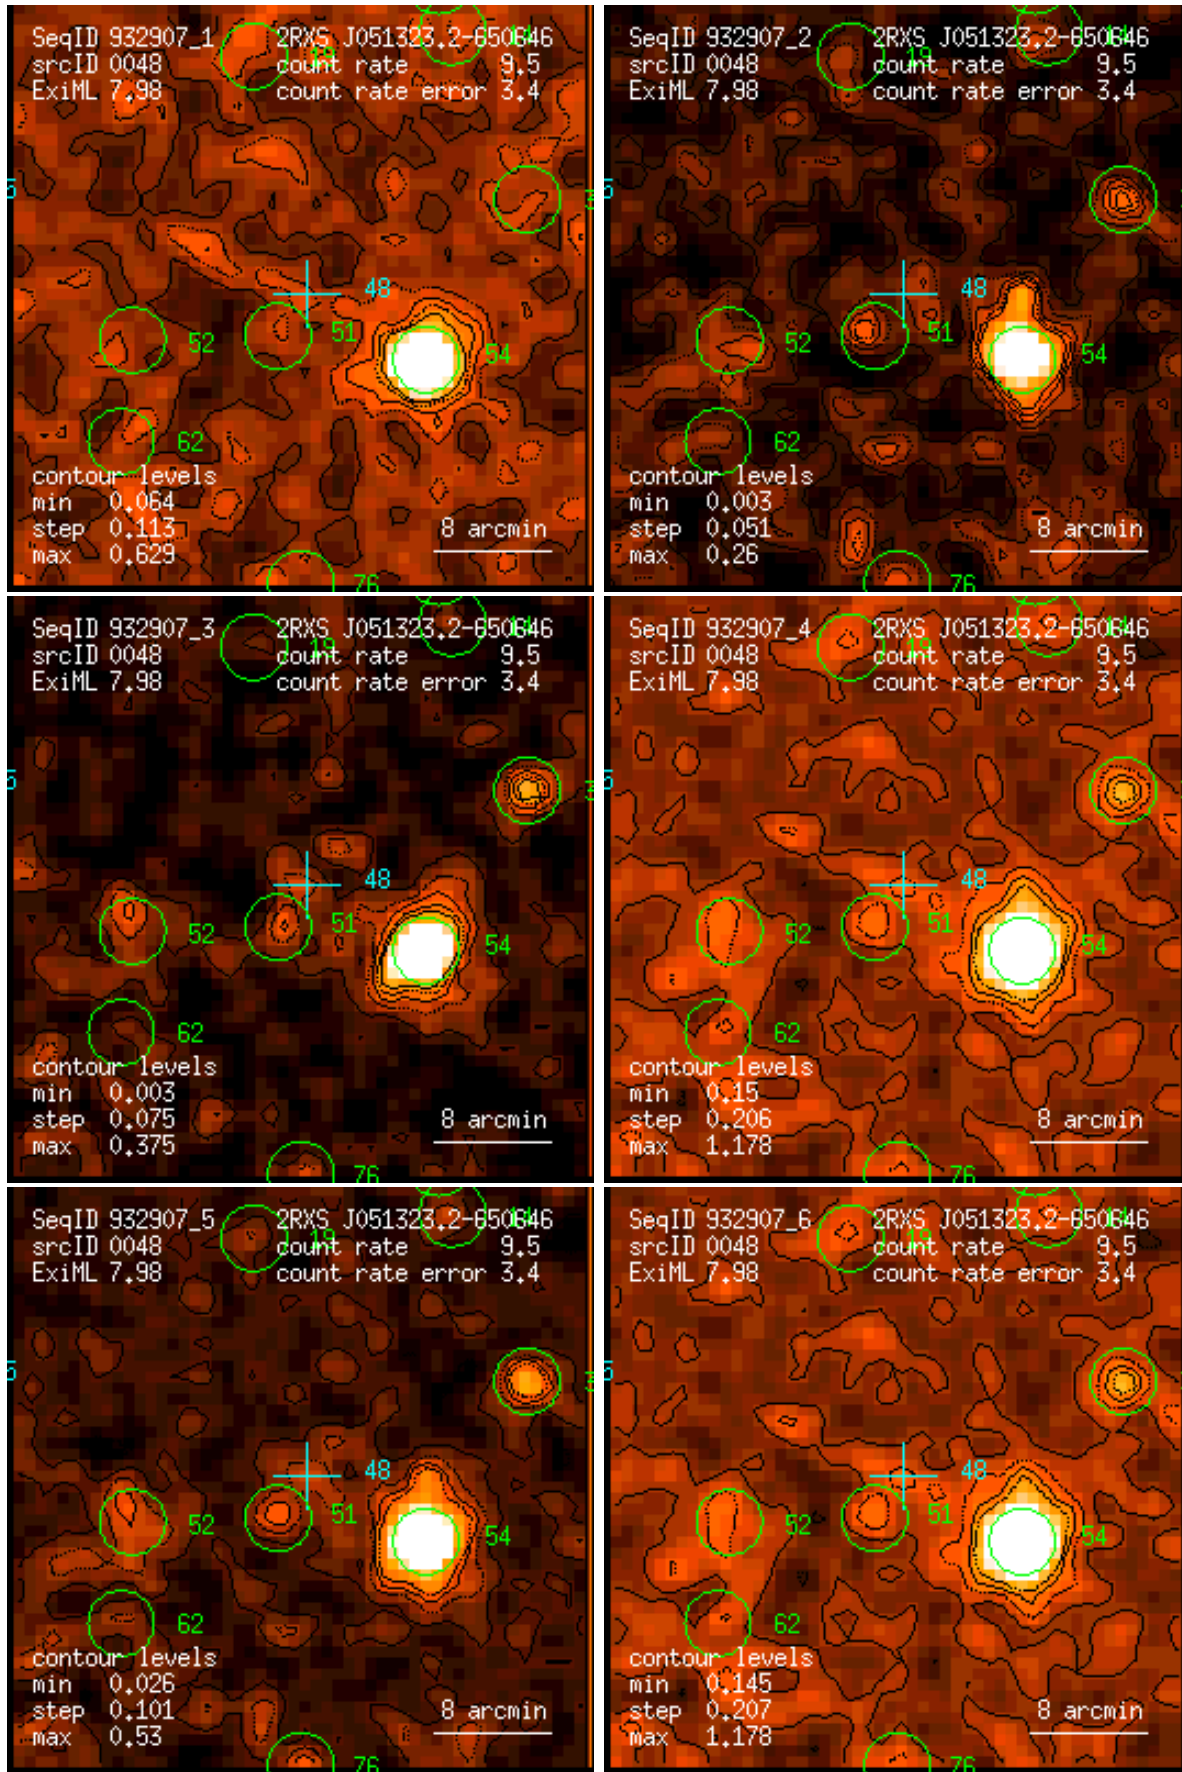 SeqID 932907_1 2RXS J051323.2-650646
srcID 0048 19 count rate 9.5
ExiML 7.98 count rate error 3.4
48
52 51 54
62
contour levels
min 0.064
step 0.113 8 arcmin
max 0.629
76
SeqID 932907_2 2RXS J051323.2-650646
srcID 0048 19 count rate 9.5
ExiML 7.98 count rate error 3.4
48
52 51 54
62
contour levels
min 0.003
step 0.051 8 arcmin
max 0.26
76
SeqID 932907_3 2RXS J051323.2-650646
srcID 0048 19 count rate 9.5
ExiML 7.98 count rate error 3.4
48
52 51 54
62
contour levels
min 0.003
step 0.075 8 arcmin
max 0.375
76
SeqID 932907_4 2RXS J051323.2-650646
srcID 0048 19 count rate 9.5
ExiML 7.98 count rate error 3.4
48
52 51 54
62
contour levels
min 0.15
step 0.206 8 arcmin
max 1.178
76
SeqID 932907_5 2RXS J051323.2-650646
srcID 0048 19 count rate 9.5
ExiML 7.98 count rate error 3.4
48
52 51 54
62
contour levels
min 0.026
step 0.101 8 arcmin
max 0.53
76
SeqID 932907_6 2RXS J051323.2-650646
srcID 0048 19 count rate 9.5
ExiML 7.98 count rate error 3.4
48
52 51 54
62
contour levels
min 0.145
step 0.207 8 arcmin
max 1.178
76